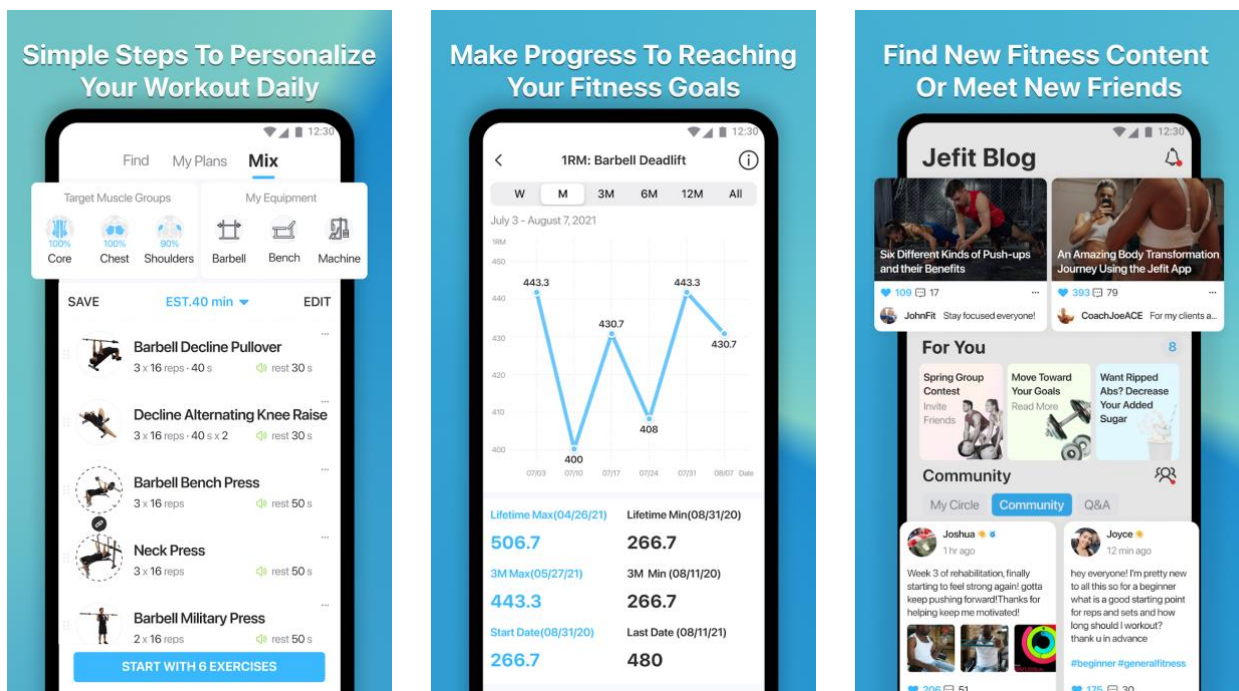 Simple Steps To Personalize
Your Workout Daily
12:30
Find My Plans Mix
Target Muscle Groups
My Equipment
100% 100% 90%
Core Chest Shoulders Barbell Bench Machine
SAVE EST.40 min EDIT
Barbell Decline Pullover
3 x 16 reps · 40 s rest 30 s
Decline Alternating Knee Raise
3 x 16 reps · 40 s x 2 rest 30 s
Barbell Bench Press
3 x 16 reps rest 50 s
Neck Press
3 x 16 reps rest 50 s
Barbell Military Press
2 x 16 reps rest 50 s
START WITH 6 EXERCISES
Make Progress To Reaching
Your Fitness Goals
12:30
1RM: Barbell Deadlift
W M 3M 6M 12M All
July 3 - August 7, 2021
1RM
450
443.3 443.3
440
430.7
430
430.7
420
410
408
400
400
07/03 07/10 07/17 07/24 07/31 08/07 Date
Lifetime Max(04/26/21) Lifetime Min(08/31/20)
506.7 266.7
3M Max(05/27/21) 3M Min (08/11/20)
443.3 266.7
Start Date(08/31/20) Last Date (08/11/21)
266.7 480
Find New Fitness Content
Or Meet New Friends
12:30
Jefit Blog
Six Different Kinds of Push-ups
and their Benefits
109 17 ...
JohnFit Stay focused everyone!
An Amazing Body Transformation
Journey Using the Jefit App
393 79 ...
CoachJoeACE For my clients a...
For You 8
Spring Group
Contest
Invite
Friends
Move Toward
Your Goals
Read More
Want Ripped
Abs? Decrease
Your Added
Sugar
Community
My Circle Community Q&A
Joshua
1 hr ago
Week 3 of rehabilitation, finally
starting to feel strong again! gotta
keep pushing forward!Thanks for
helping keep me motivated!
206 51
Joyce
12 min ago
hey everyone! I'm pretty new
to all this so for a beginner
what is a good starting point
for reps and sets and how
long should I workout?
thank u in advance
#beginner #generalfitness
175 30